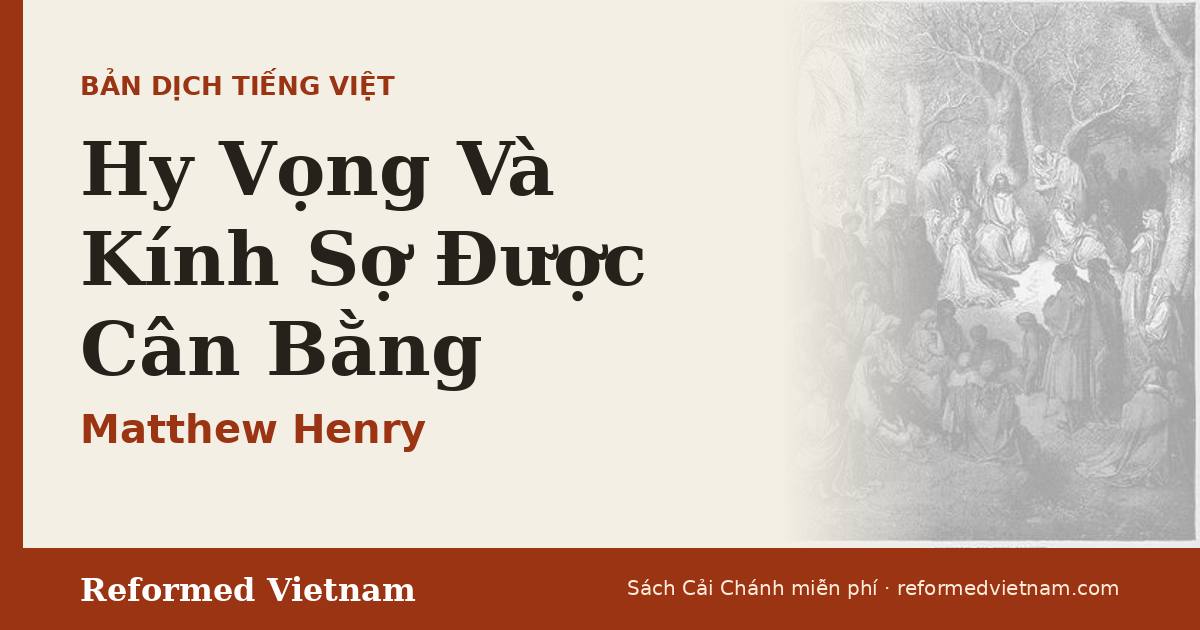 BẢN DỊCH TIẾNG VIỆT
Hy Vọng Và
Kính Sợ Được
Cân Bằng
Matthew Henry
Reformed Vietnam
Sách Cải Chánh miễn phí · reformedvietnam.com